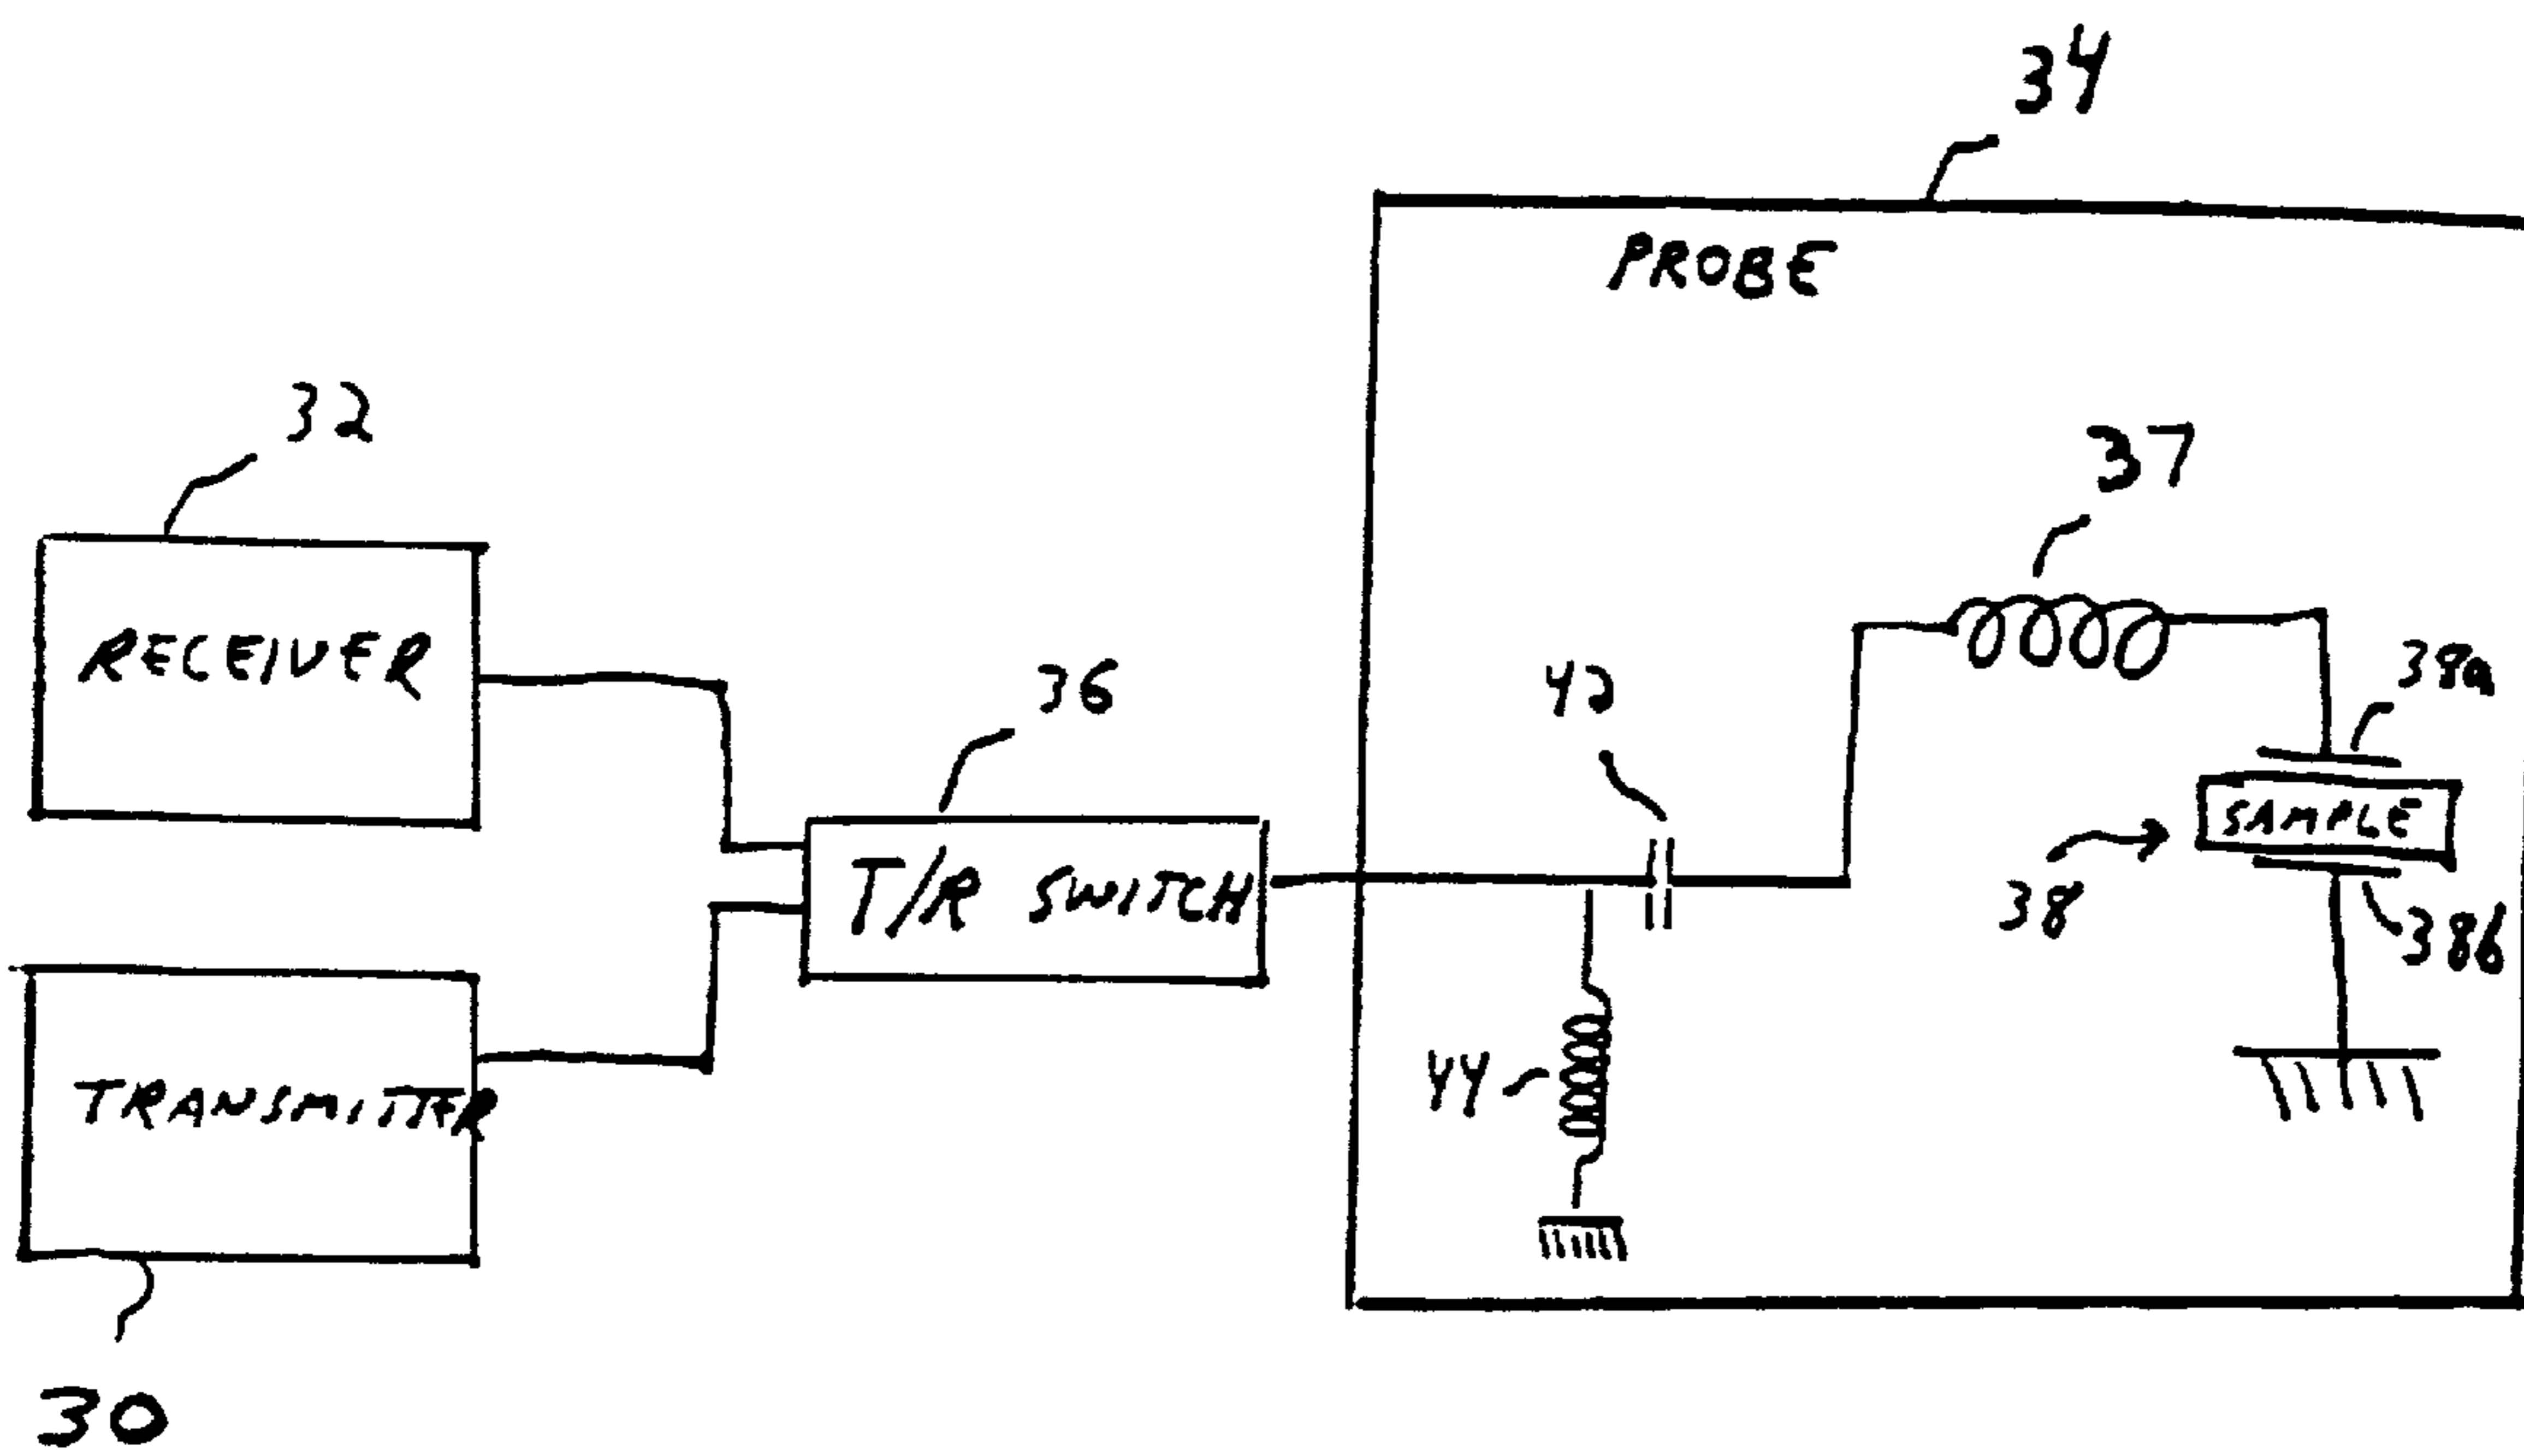 34
PROBE
32
37
RECEIVER
36
42
38a
SAMPLE
T/R SWITCH
38
38b
44
TRANSMITTER
30